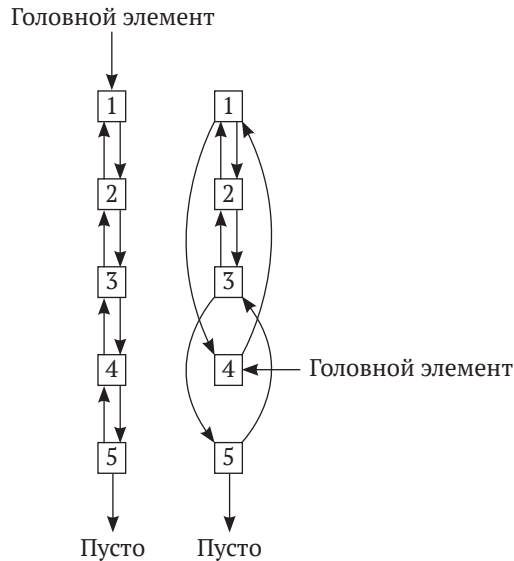 Головной элемент
1 1
2 2
3 3
4 4 Головной элемент
5 5
Пусто Пусто